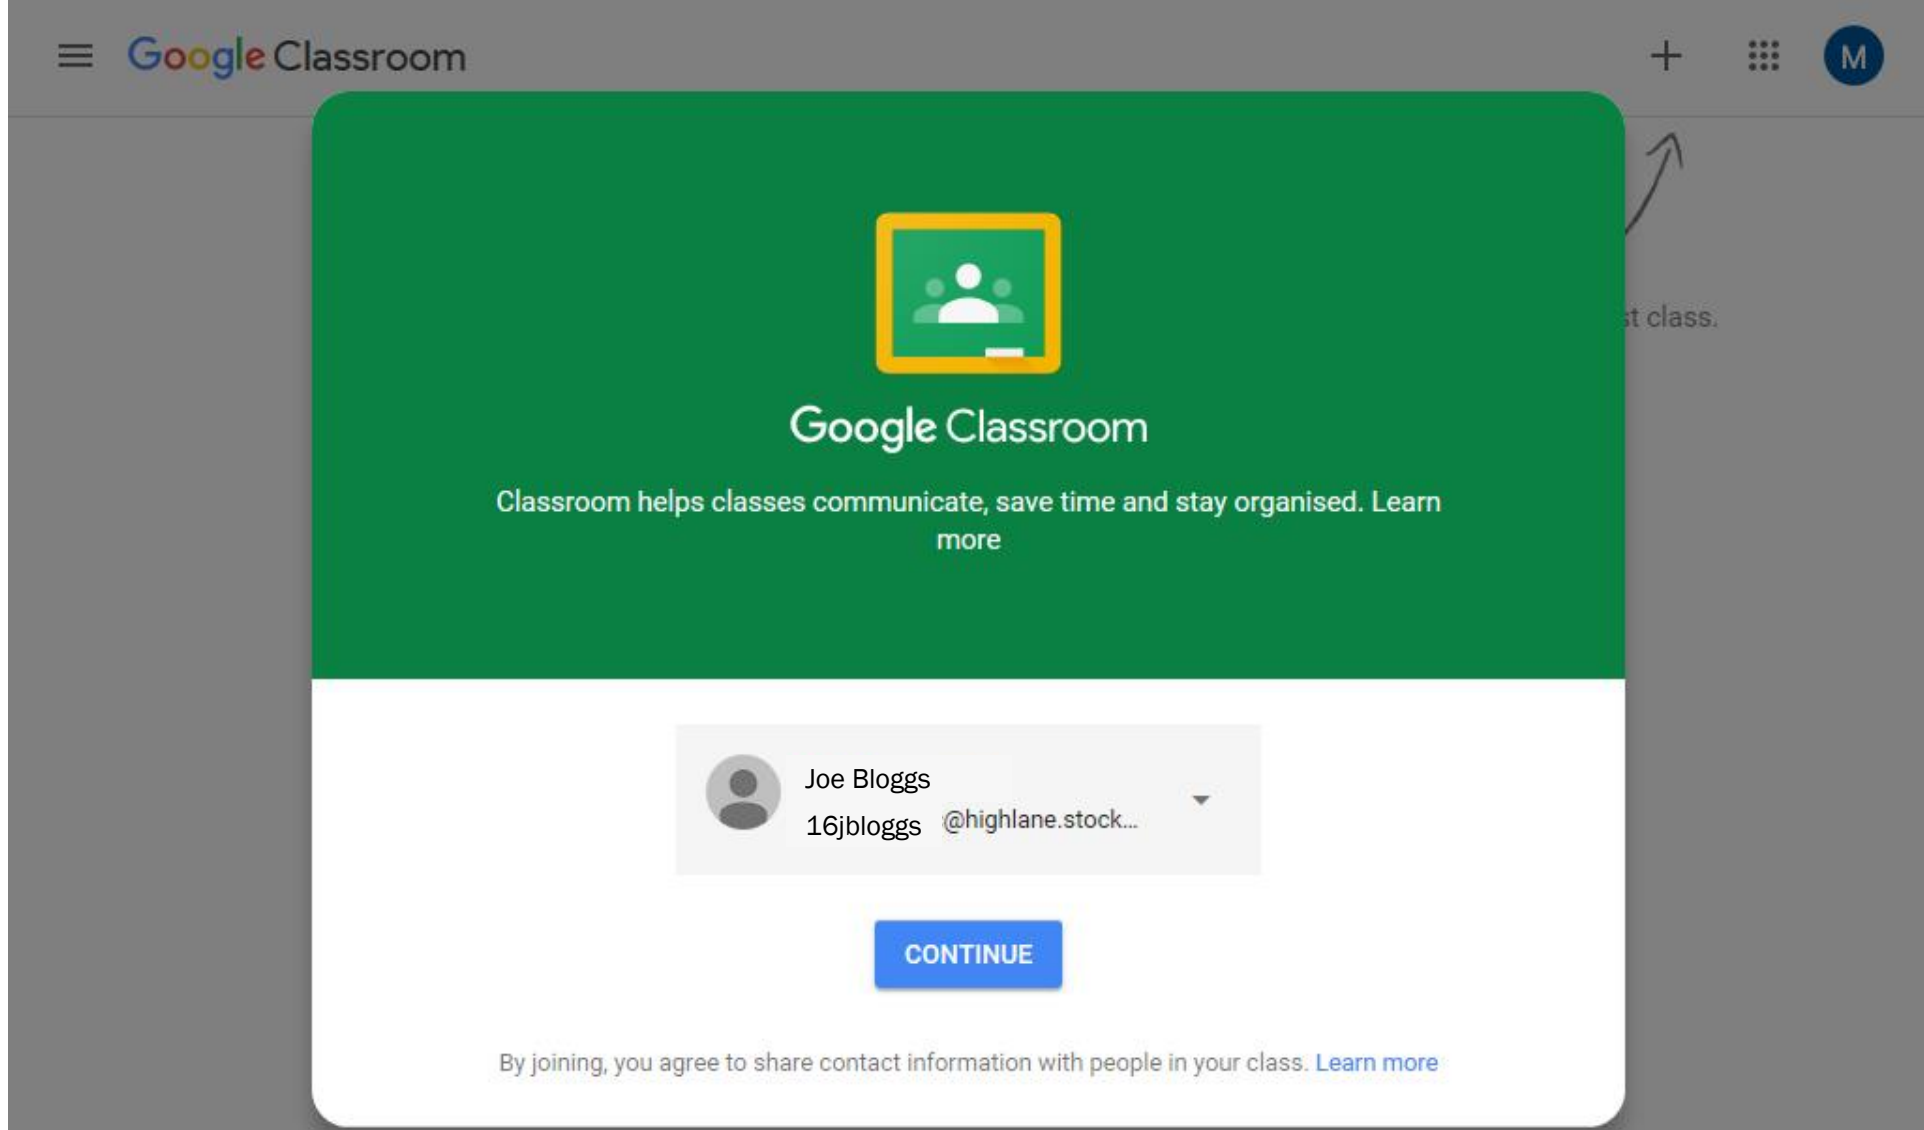 Google Classroom
M
st class.
Google Classroom
Classroom helps classes communicate, save time and stay organised. Learn
more
Joe Bloggs
16jbloggs @highlane.stock...
CONTINUE
By joining, you agree to share contact information with people in your class. Learn more